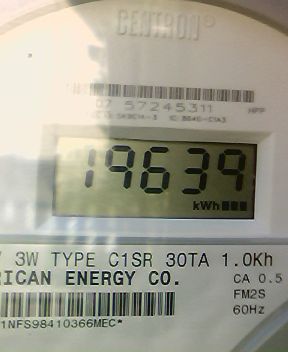 CENTRON®
07 57245311
19639
kWh
3W TYPE C1SR 30TA 1.0Kh
RICAN ENERGY CO.
CA 0.5
FM2S
60Hz
1NFS98410366MEC*